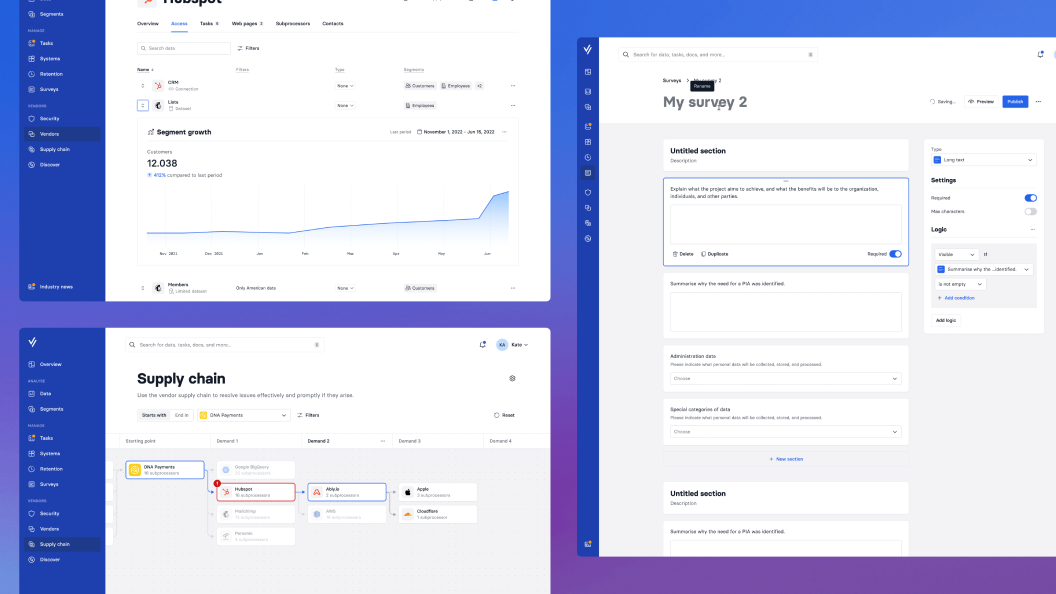 Segments
MANAGE
Tasks
Systems
Retention
Surveys
VENDORS
Security
Vendors
Supply chain
Discover
Industry news
Hubspot
Overview
Access
Tasks 8
Web pages 3
Subprocessors
Contacts
Search data
Filters
Name
Filters
Type
Segments
CRM
Connection
None
Customers
Employees
+2
Lists
Dataset
None
Employees
Segment growth
Last period
November 1, 2022 - Jun 15, 2022
Customers
12.038
412% compared to last period
Nov 2021
Dec 2022
Jan
Feb
Mar
Apr
May
Jun
Members
Limited dataset
Only American data
None
Customers
Overview
ANALYSE
Data
Segments
MANAGE
Tasks
Systems
Retention
Surveys
VENDORS
Security
Vendors
Supply chain
Discover
Search for data, tasks, docs, and more...
KA
Kate
Supply chain
Use the vendor supply chain to resolve issues effectively and promptly if they arise.
Starts with
End in
DNA Payments
Filters
Reset
Starting point
Demand 1
Demand 2
Demand 3
Demand 4
DNA Payments
16 subprocessors
Google BigQuery
Hubspot
16 subprocessors
Mailchimp
Personio
Ably.io
2 subprocessors
AWS
Apple
2 subprocessors
Cloudflare
1 subprocessors
Search for data, tasks, docs, and more...
Surveys > My survey 2
Rename
My survey 2
Saving...
Preview
Publish
Untitled section
Description
Explain what the project aims to achieve, and what the benefits will be to the organization,
individuals, and other parties.
Delete
Duplicate
Required
Summarise why the need for a PIA was identified.
Administration data
Please indicate what personal data will be collected, stored, and processed.
Choose
Special categories of data
Please indicate what personal data will be collected, stored, and processed.
Choose
+ New section
Untitled section
Description
Summarise why the need for a PIA was identified.
Type
Long text
Settings
Required
Max characters
Logic
Visible
if
Summarise why the ...identified.
Is not empty
+ Add condition
Add logic